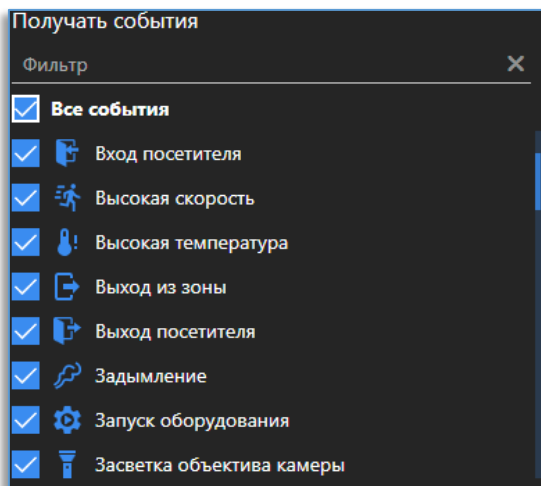 Получать события
Фильтр
Все события
Вход посетителя
Высокая скорость
Высокая температура
Выход из зоны
Выход посетителя
Задымление
Запуск оборудования
Засветка объектива камеры